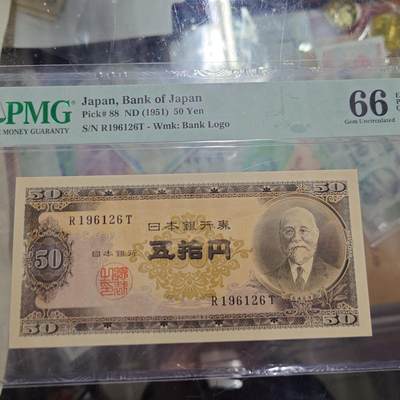 PMG
MONEY GUARANTY
Japan, Bank of Japan
Pick# 88 ND (1951) 50 Yen
S/N R196126T - Wmk: Bank Logo
66
Gem Uncirculated
50
50
R196126T
日本銀行券
五拾円
50
日本銀行
R196126T
50
50